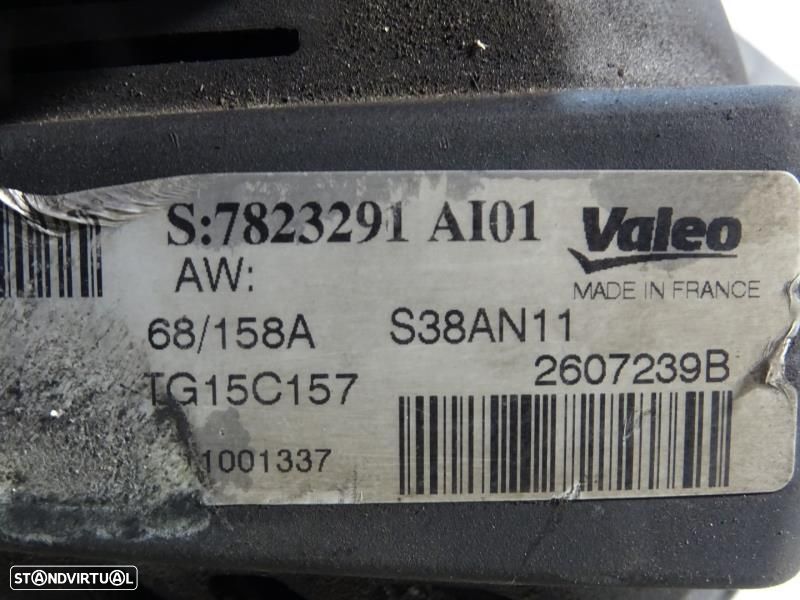 S:7823291 AI01
Valeo
AW:
MADE IN FRANCE
68/158A S38AN11
TG15C157 2607239B
1001337
STANDVIRTUAL